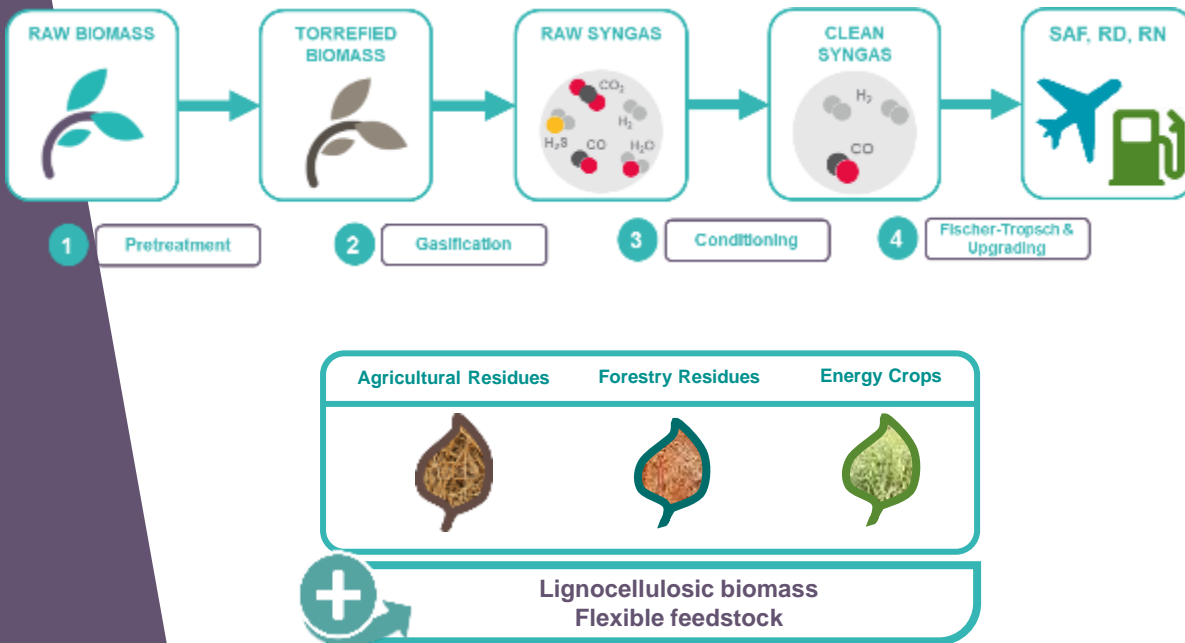 RAW BIOMASS
TORREFIED
BIOMASS
RAW SYNGAS
CLEAN
SYNGAS
SAF, RD, RN
CO₂
H₂
H₂S
CO
H₂O
H₂
CO
1
Pretreatment
2
Gasification
3
Conditioning
4
Fischer-Tropsch &
Upgrading
Agricultural Residues
Forestry Residues
Energy Crops
Lignocellulosic biomass
Flexible feedstock